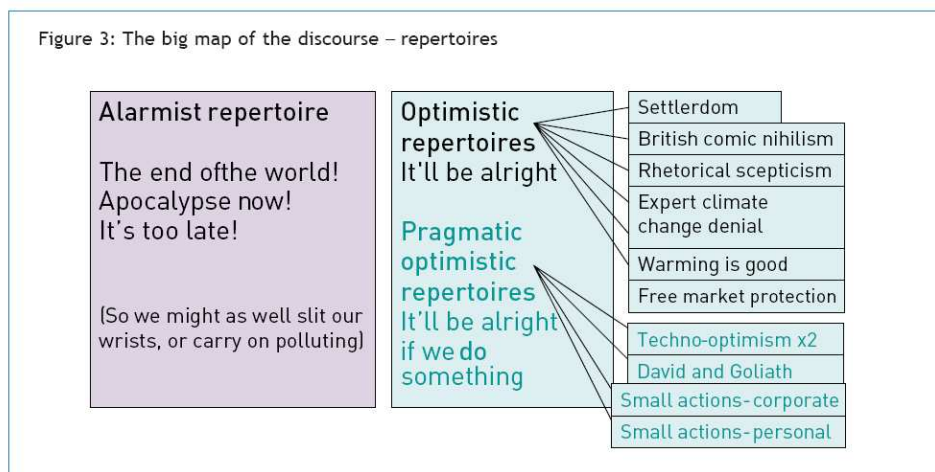 Figure 3: The big map of the discourse – repertoires
Alarmist repertoire
The end ofthe world!
Apocalypse now!
It's too late!
(So we might as well slit our
wrists, or carry on polluting)
Optimistic
repertoires
It'll be alright
Pragmatic
optimistic
repertoires
It'll be alright
if we do
something
Settlerdom
British comic nihilism
Rhetorical scepticism
Expert climate
change denial
Warming is good
Free market protection
Techno-optimism x2
David and Goliath
Small actions-corporate
Small actions-personal